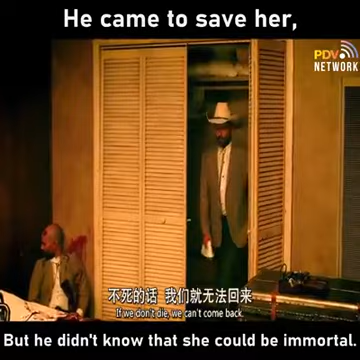 He came to save her,
PDV
NETWORK
不死的话 我们就无法回来
If we don't die, we can't come back.
But he didn't know that she could be immortal.